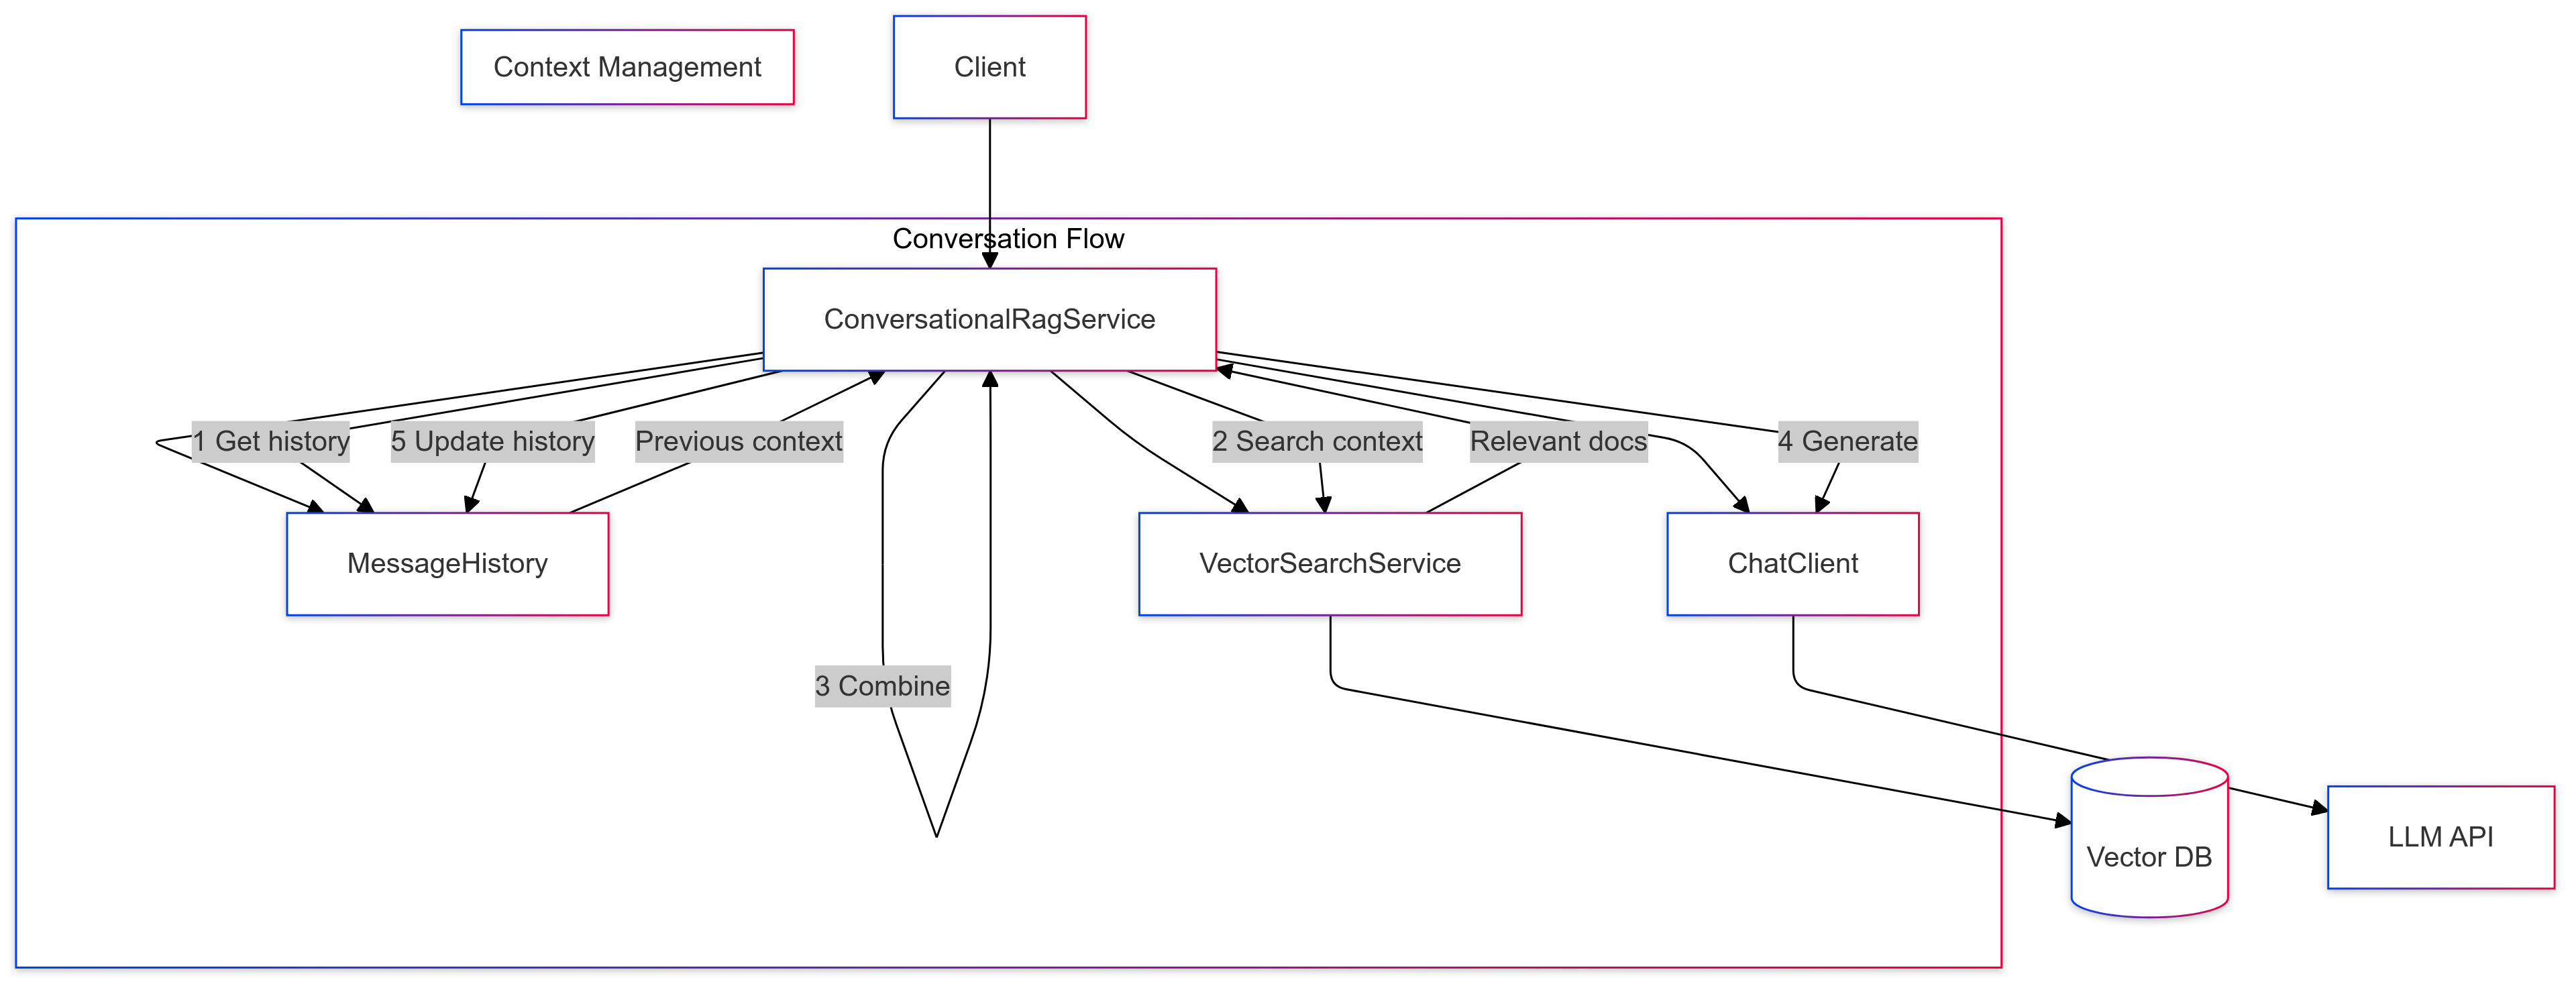 Context Management
Client
Conversation Flow
ConversationalRagService
1 Get history
5 Update history
Previous context
2 Search context
Relevant docs
4 Generate
MessageHistory
VectorSearchService
ChatClient
3 Combine
Vector DB
LLM API